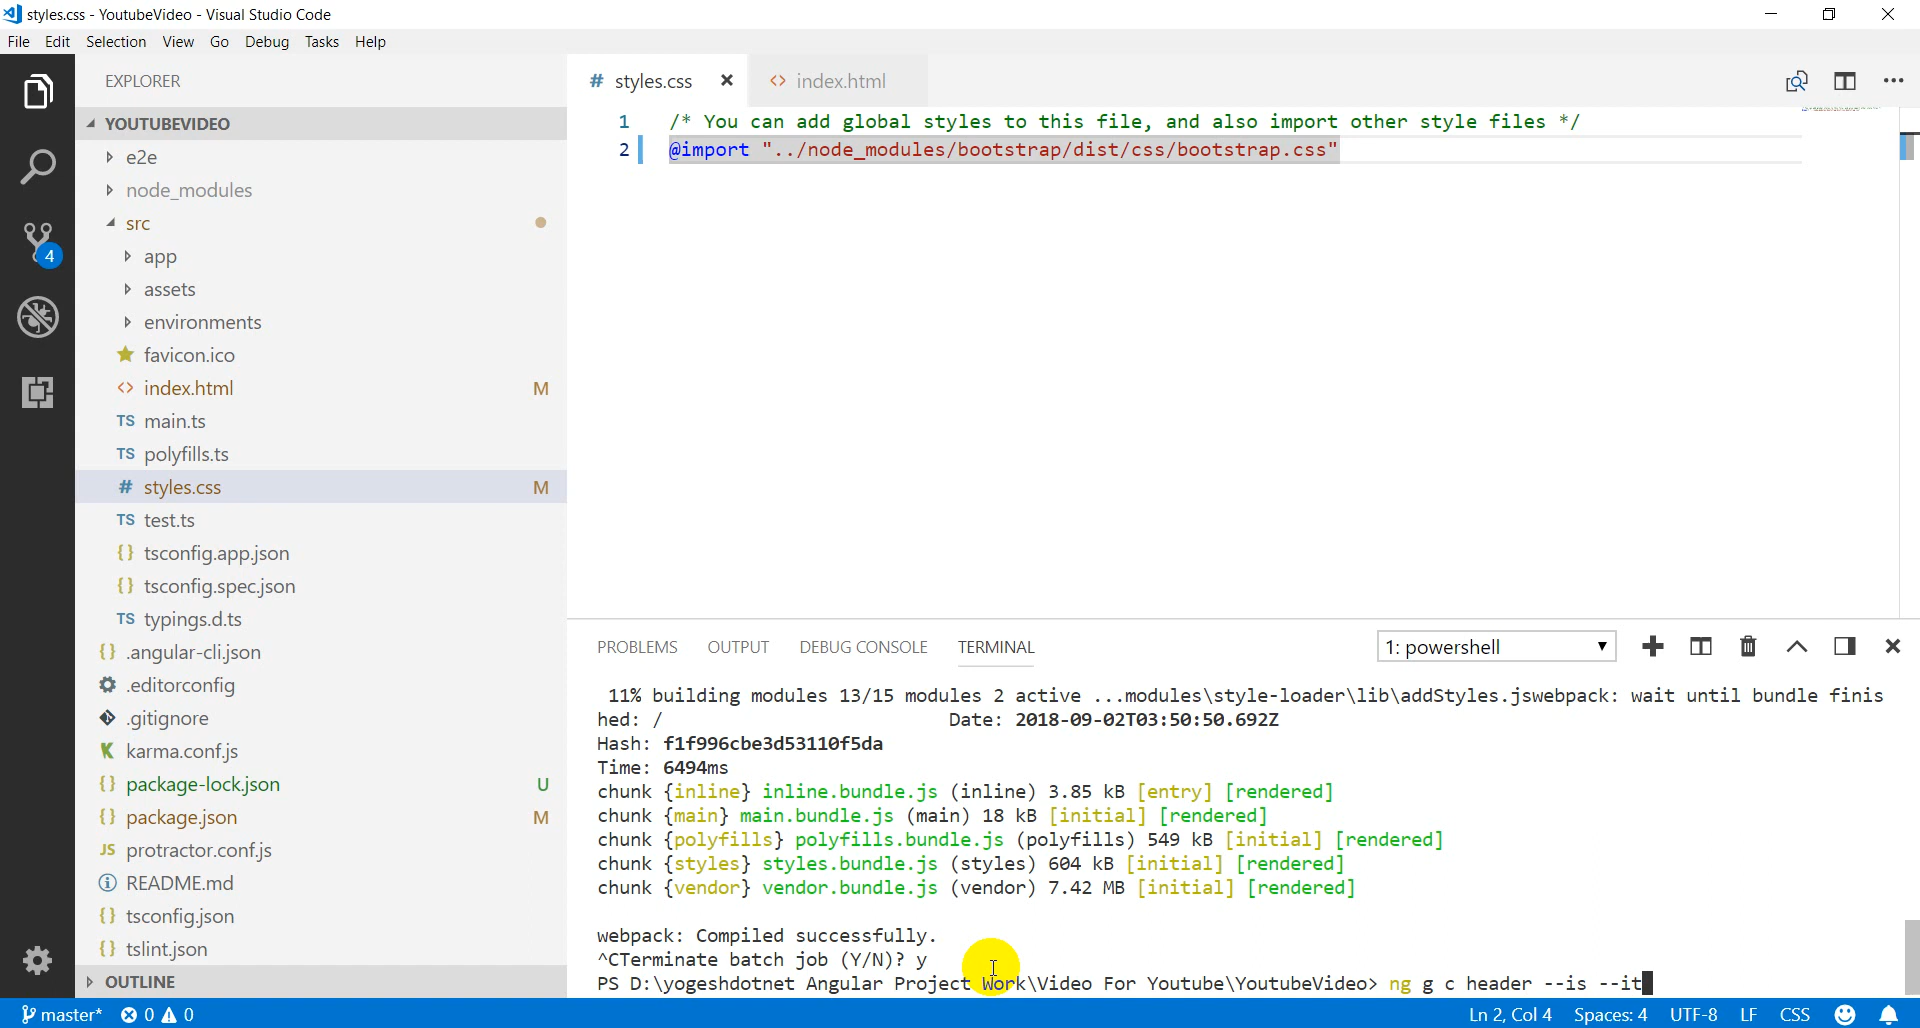 styles.css - YoutubeVideo - Visual Studio Code
File Edit Selection View Go Debug Tasks Help
EXPLORER
YOUTUBEVIDEO
e2e
node_modules
src
app
assets
environments
favicon.ico
<> index.html M
TS main.ts
TS polyfills.ts
# styles.css M
TS test.ts
{} tsconfig.app.json
{} tsconfig.spec.json
TS typings.d.ts
{} .angular-cli.json
.editorconfig
.gitignore
K karma.conf.js
{} package-lock.json U
{} package.json M
JS protractor.conf.js
README.md
{} tsconfig.json
{} tslint.json
OUTLINE
4
# styles.css × <> index.html
1 /* You can add global styles to this file, and also import other style files */
2 @import "../node_modules/bootstrap/dist/css/bootstrap.css"
PROBLEMS OUTPUT DEBUG CONSOLE TERMINAL 1: powershell
11% building modules 13/15 modules 2 active ...modules\style-loader\lib\addStyles.jswebpack: wait until bundle finis
hed: / Date: 2018-09-02T03:50:50.692Z
Hash: f1f996cbe3d53110f5da
Time: 6494ms
chunk {inline} inline.bundle.js (inline) 3.85 kB [entry] [rendered]
chunk {main} main.bundle.js (main) 18 kB [initial] [rendered]
chunk {polyfills} polyfills.bundle.js (polyfills) 549 kB [initial] [rendered]
chunk {styles} styles.bundle.js (styles) 604 kB [initial] [rendered]
chunk {vendor} vendor.bundle.js (vendor) 7.42 MB [initial] [rendered]
webpack: Compiled successfully.
^CTerminate batch job (Y/N)? y
PS D:\yogeshdotnet Angular Project Work\Video For Youtube\YoutubeVideo> ng g c header --is --it
master* 0 0 Ln 2, Col 4 Spaces: 4 UTF-8 LF CSS